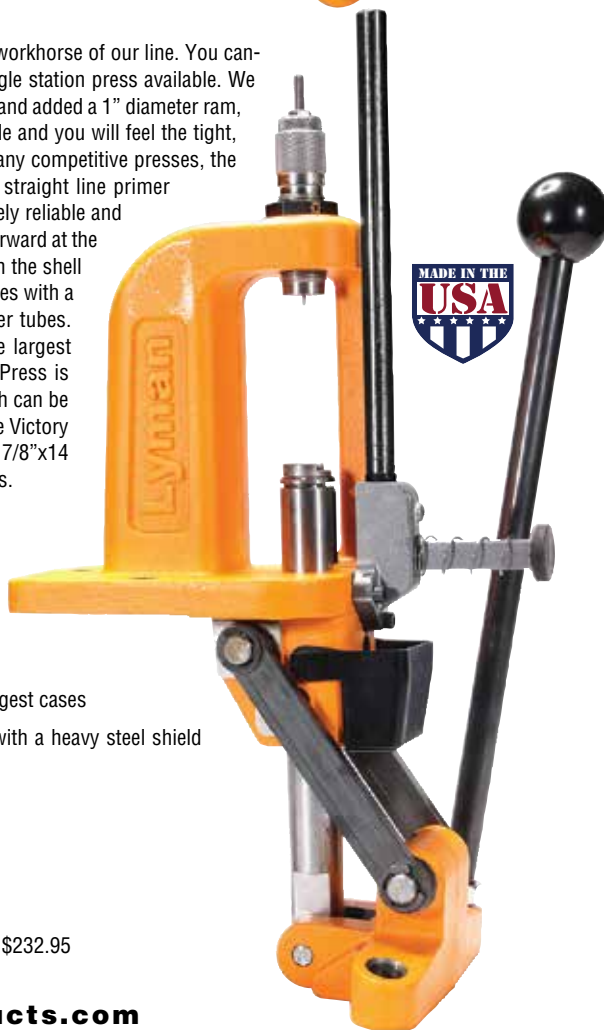 workhorse of our line. You can-
gle station press available. We
and added a 1” diameter ram,
le and you will feel the tight,
any competitive presses, the
straight line primer
ely reliable and
rward at the
n the shell
es with a
er tubes.
e largest
Press is
h can be
e Victory
7/8”x14
s.
Lyman
MADE IN THE
USA
gest cases
with a heavy steel shield
$232.95
ucts.com